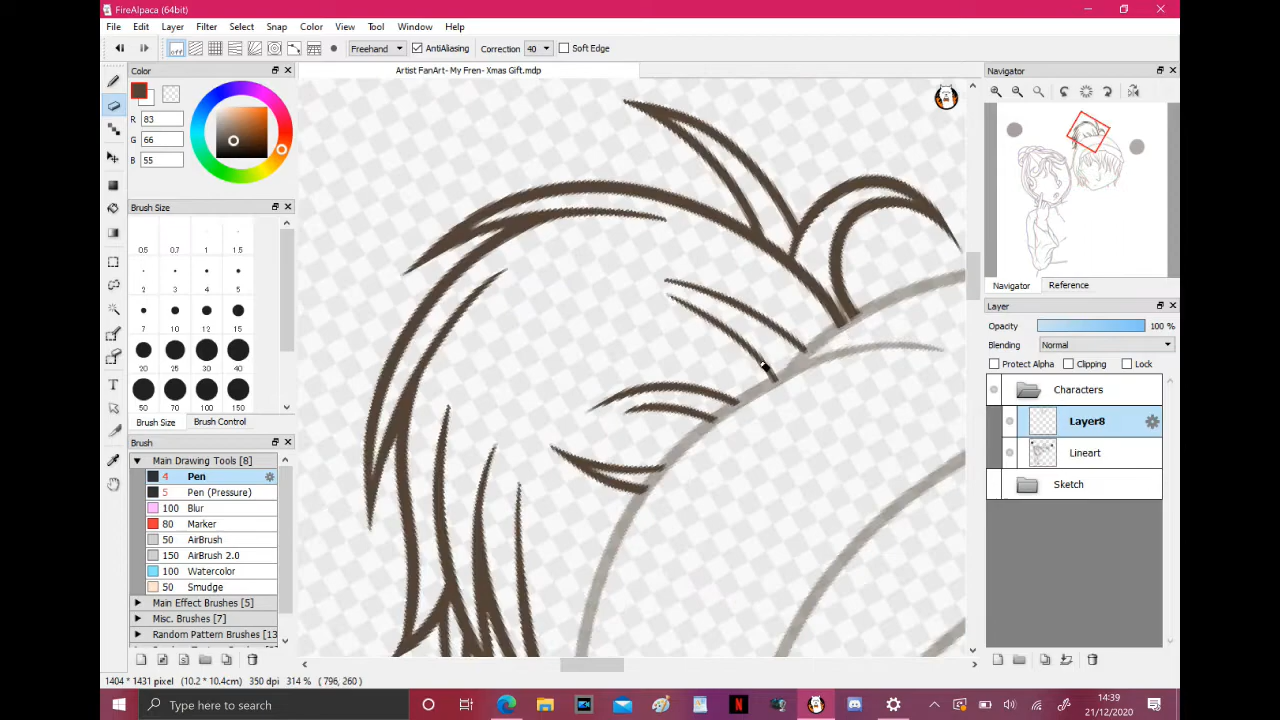 FireAlpaca (64bit)
File Edit Layer Filter Select Snap Color View Tool Window Help
off Freehand AntiAliasing Correction 40 Soft Edge
Color
Artist FanArt- My Fren- Xmas Gift.mdp
Navigator
R 83
G 66
B 55
Brush Size
0.5 0.7 1 1.5
2 3 4 5
7 10 12 15
20 25 30 40
50 70 100 150
Brush Size Brush Control
Brush
Main Drawing Tools [8]
4 Pen
5 Pen (Pressure)
100 Blur
80 Marker
50 AirBrush
150 AirBrush 2.0
100 Watercolor
50 Smudge
Main Effect Brushes [5]
Misc. Brushes [7]
Random Pattern Brushes [13
Navigator Reference
Layer
Opacity 100 %
Blending Normal
Protect Alpha Clipping Lock
Characters
Layer8
Lineart
Sketch
1404 * 1431 pixel (10.2 * 10.4cm) 350 dpi 314 % ( 796, 260 )
Type here to search
14:39
21/12/2020